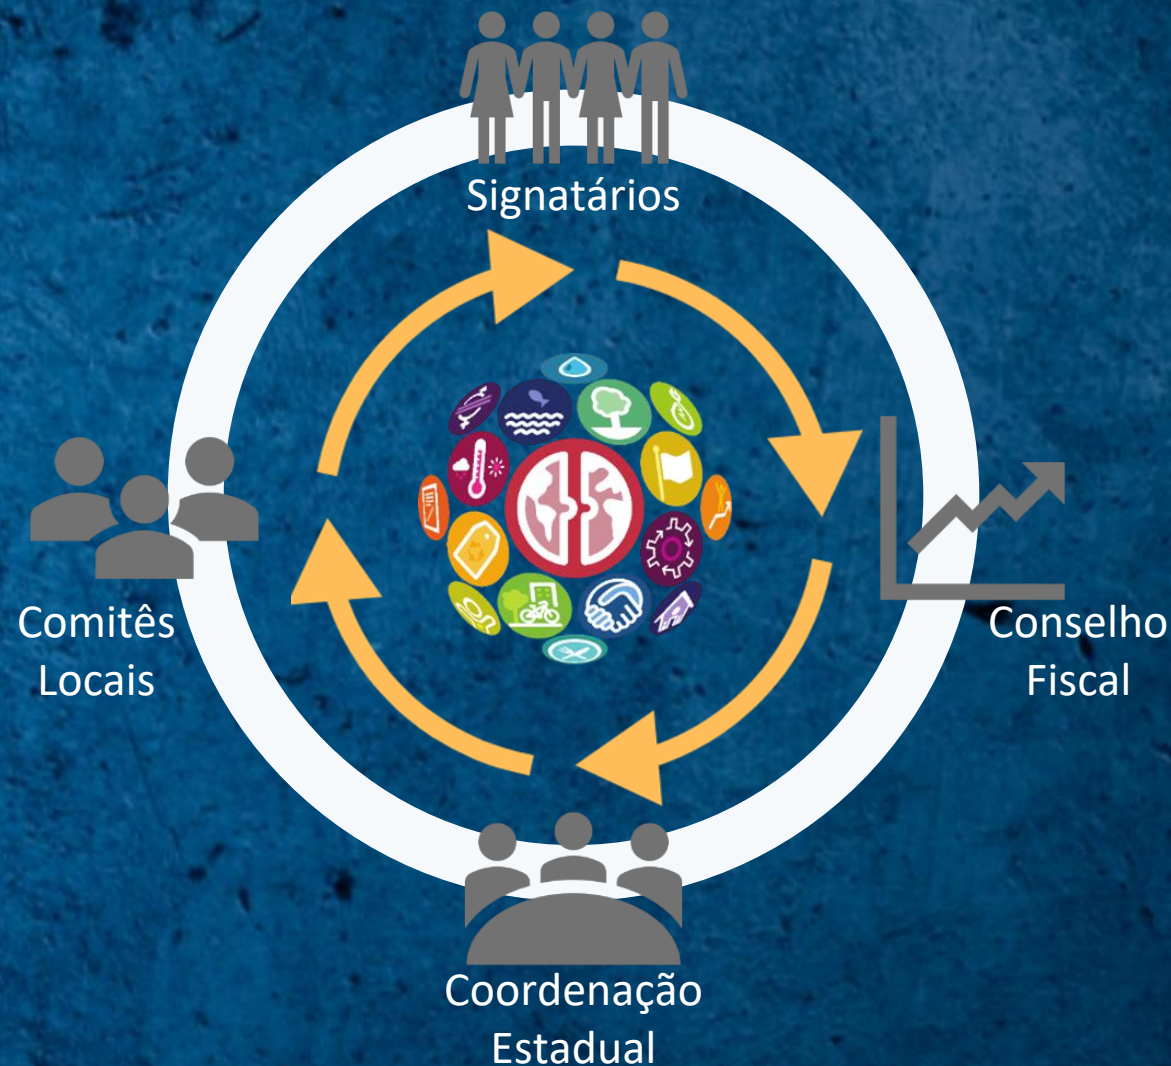 Signatários
Comitês
Locais
Conselho
Fiscal
Coordenação
Estadual